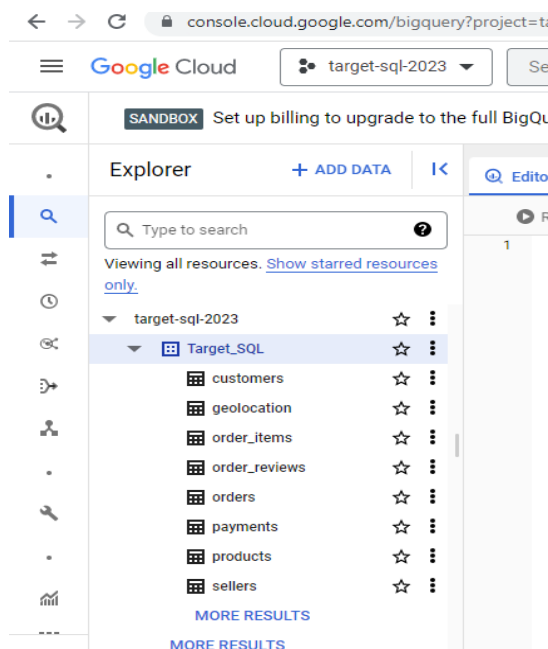 console.cloud.google.com/bigquery?project=ta
Google Cloud
target-sql-2023
Se
SANDBOX Set up billing to upgrade to the full BigQu
Explorer
+ ADD DATA
Edito
R
Type to search
1
Viewing all resources. Show starred resources
only.
target-sql-2023
Target_SQL
customers
geolocation
order_items
order_reviews
orders
payments
products
sellers
MORE RESULTS
MORE RESULTS